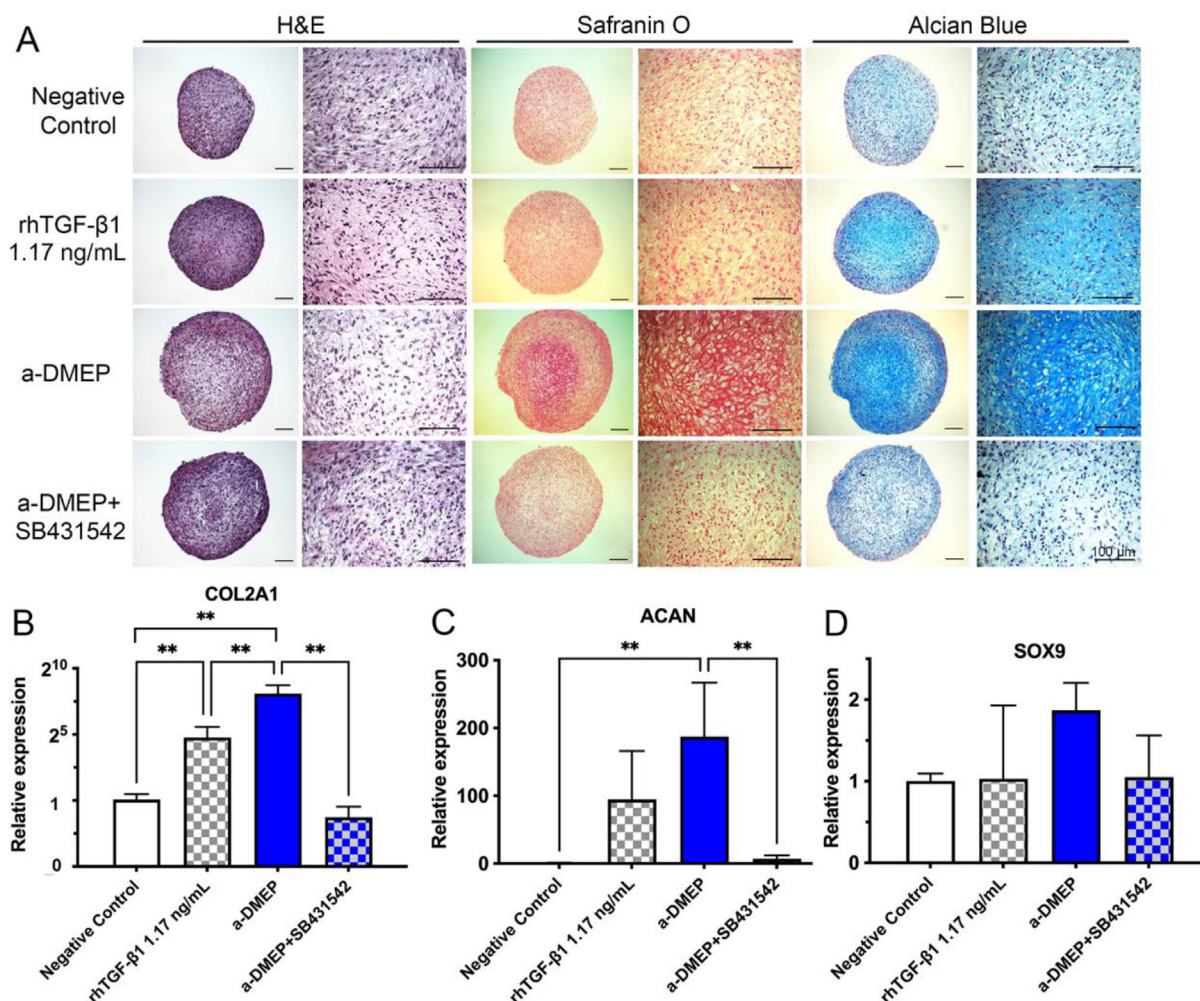 A
H&E
Safranin O
Alcian Blue
Negative
Control
rhTGF-β1
1.17 ng/mL
a-DMEP
a-DMEP+
SB431542
100 µm
B
COL2A1
**
** ** **
Relative expression
2¹⁰
2⁵
1
0
Negative Control
rhTGF-β1 1.17 ng/mL
a-DMEP
a-DMEP+SB431542
C
ACAN
** **
Relative expression
300
200
100
0
Negative Control
rhTGF-β1 1.17 ng/mL
a-DMEP
a-DMEP+SB431542
D
SOX9
Relative expression
2
1
0
Negative Control
rhTGF-β1 1.17 ng/mL
a-DMEP
a-DMEP+SB431542